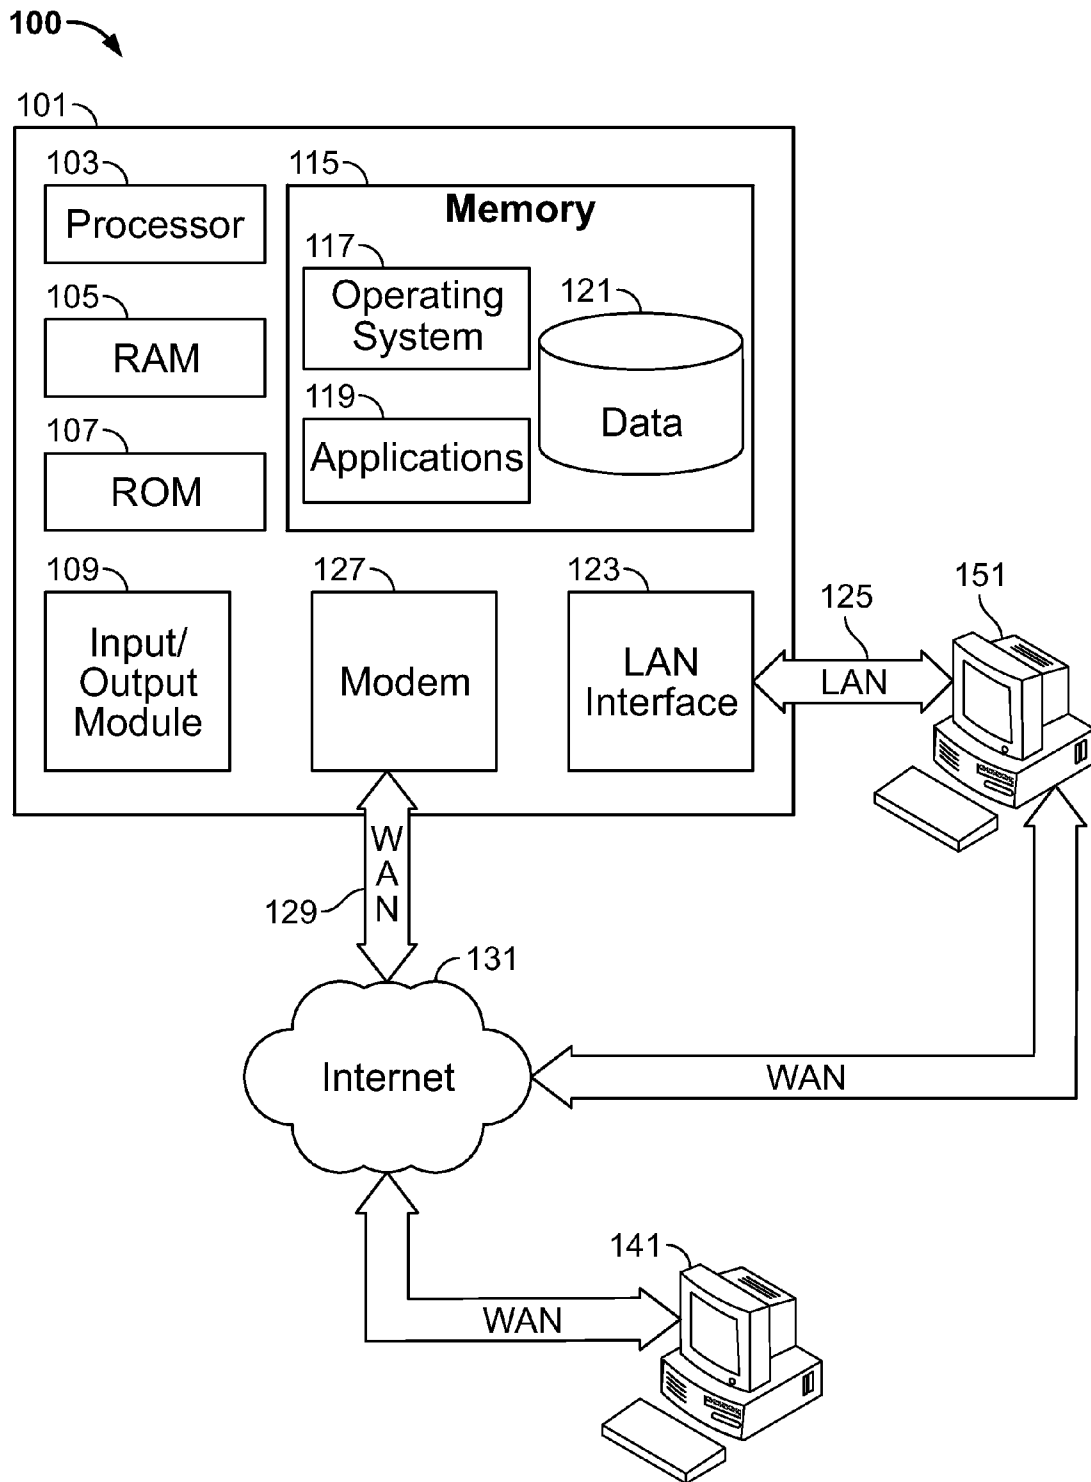 100
101
103
Processor
105
RAM
107
ROM
115
Memory
117
Operating
System
119
Applications
121
Data
109
Input/
Output
Module
127
Modem
123
LAN
Interface
125
LAN
151
WAN
129
131
Internet
WAN
141
WAN